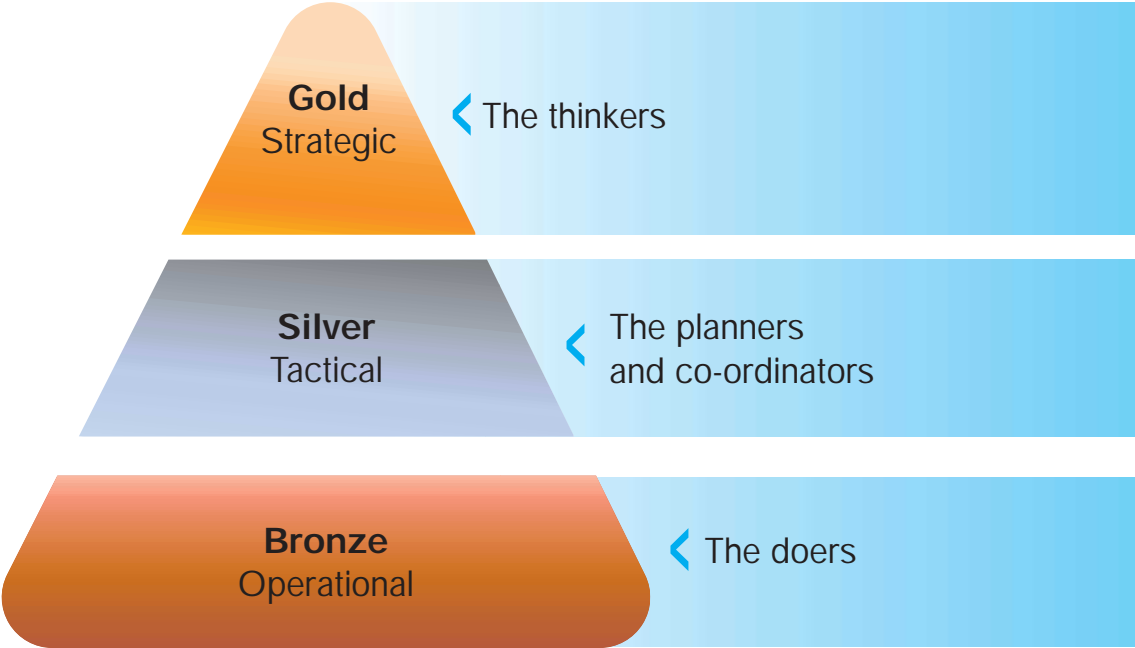 Gold
Strategic
The thinkers
Silver
Tactical
The planners
and co-ordinators
Bronze
Operational
The doers